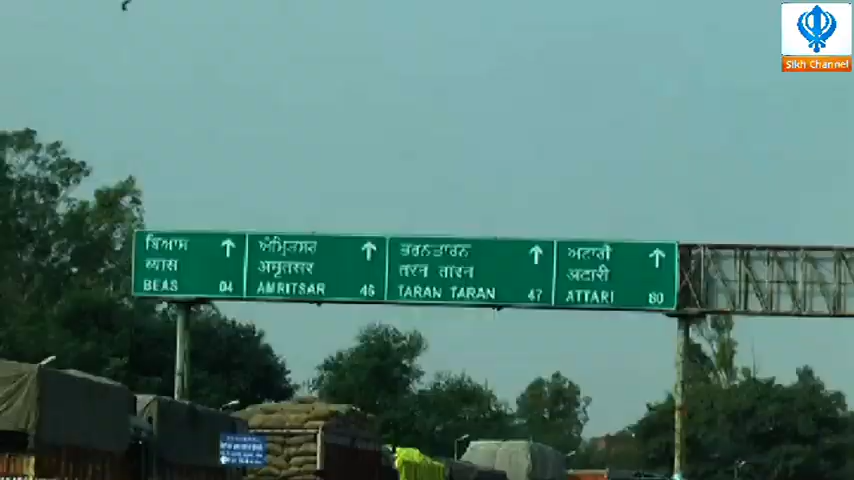 Sikh Channel
ਬਿਆਸ
ब्यास
BEAS 04
ਅੰਮ੍ਰਿਤਸਰ
अमृतसर
AMRITSAR 46
ਤਰਨਤਾਰਨ
तरन तारन
TARAN TARAN 47
ਅਟਾਰੀ
अटारी
ATTARI 80